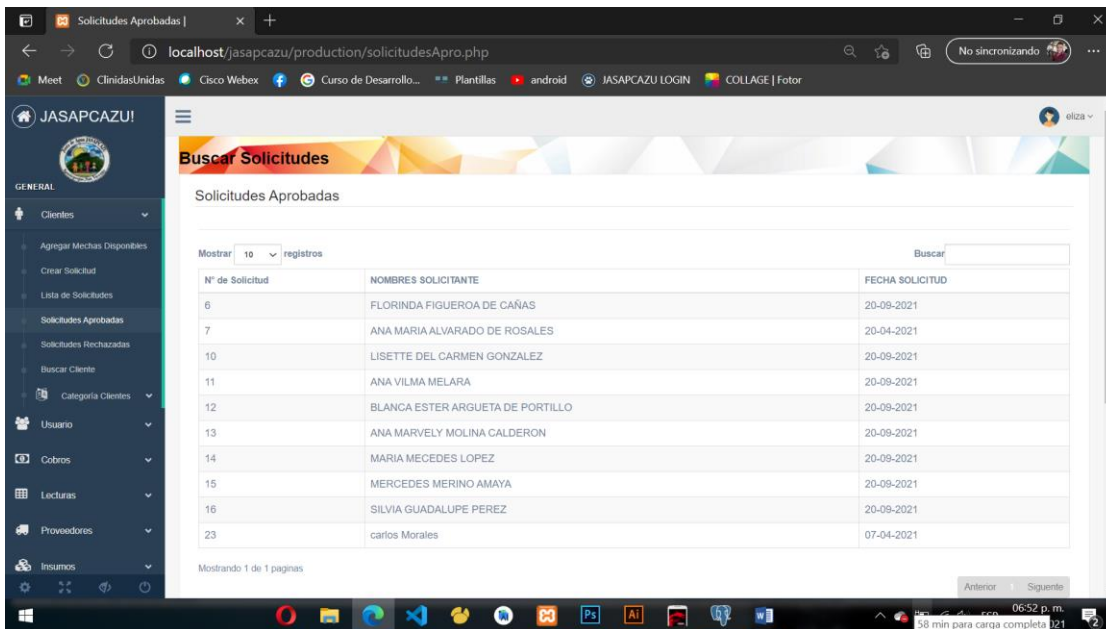 Solicitudes Aprobadas |
localhost/jasapcazu/production/solicitudesApro.php
No sincronizando
Meet ClinidasUnidas Cisco Webex Curso de Desarrollo... Plantillas android JASAPCAZU LOGIN COLLAGE | Fotor
JASAPCAZU!
eliza
GENERAL
Clientes
Agregar Mechas Disponibles
Crear Solicitud
Lista de Solicitudes
Solicitudes Aprobadas
Solicitudes Rechazadas
Buscar Cliente
Categoria Clientes
Usuario
Cobros
Lecturas
Proveedores
Insumos
Buscar Solicitudes
Solicitudes Aprobadas
Mostrar 10 registros
Buscar
N° de Solicitud NOMBRES SOLICITANTE FECHA SOLICITUD
6 FLORINDA FIGUEROA DE CAÑAS 20-09-2021
7 ANA MARIA ALVARADO DE ROSALES 20-04-2021
10 LISETTE DEL CARMEN GONZALEZ 20-09-2021
11 ANA VILMA MELARA 20-09-2021
12 BLANCA ESTER ARGUETA DE PORTILLO 20-09-2021
13 ANA MARVELY MOLINA CALDERON 20-09-2021
14 MARIA MECEDES LOPEZ 20-09-2021
15 MERCEDES MERINO AMAYA 20-09-2021
16 SILVIA GUADALUPE PEREZ 20-09-2021
23 carlos Morales 07-04-2021
Mostrando 1 de 1 paginas
Anterior 1 Siguente
Ps Ai
06:52 p. m.
58 min para carga completa
2